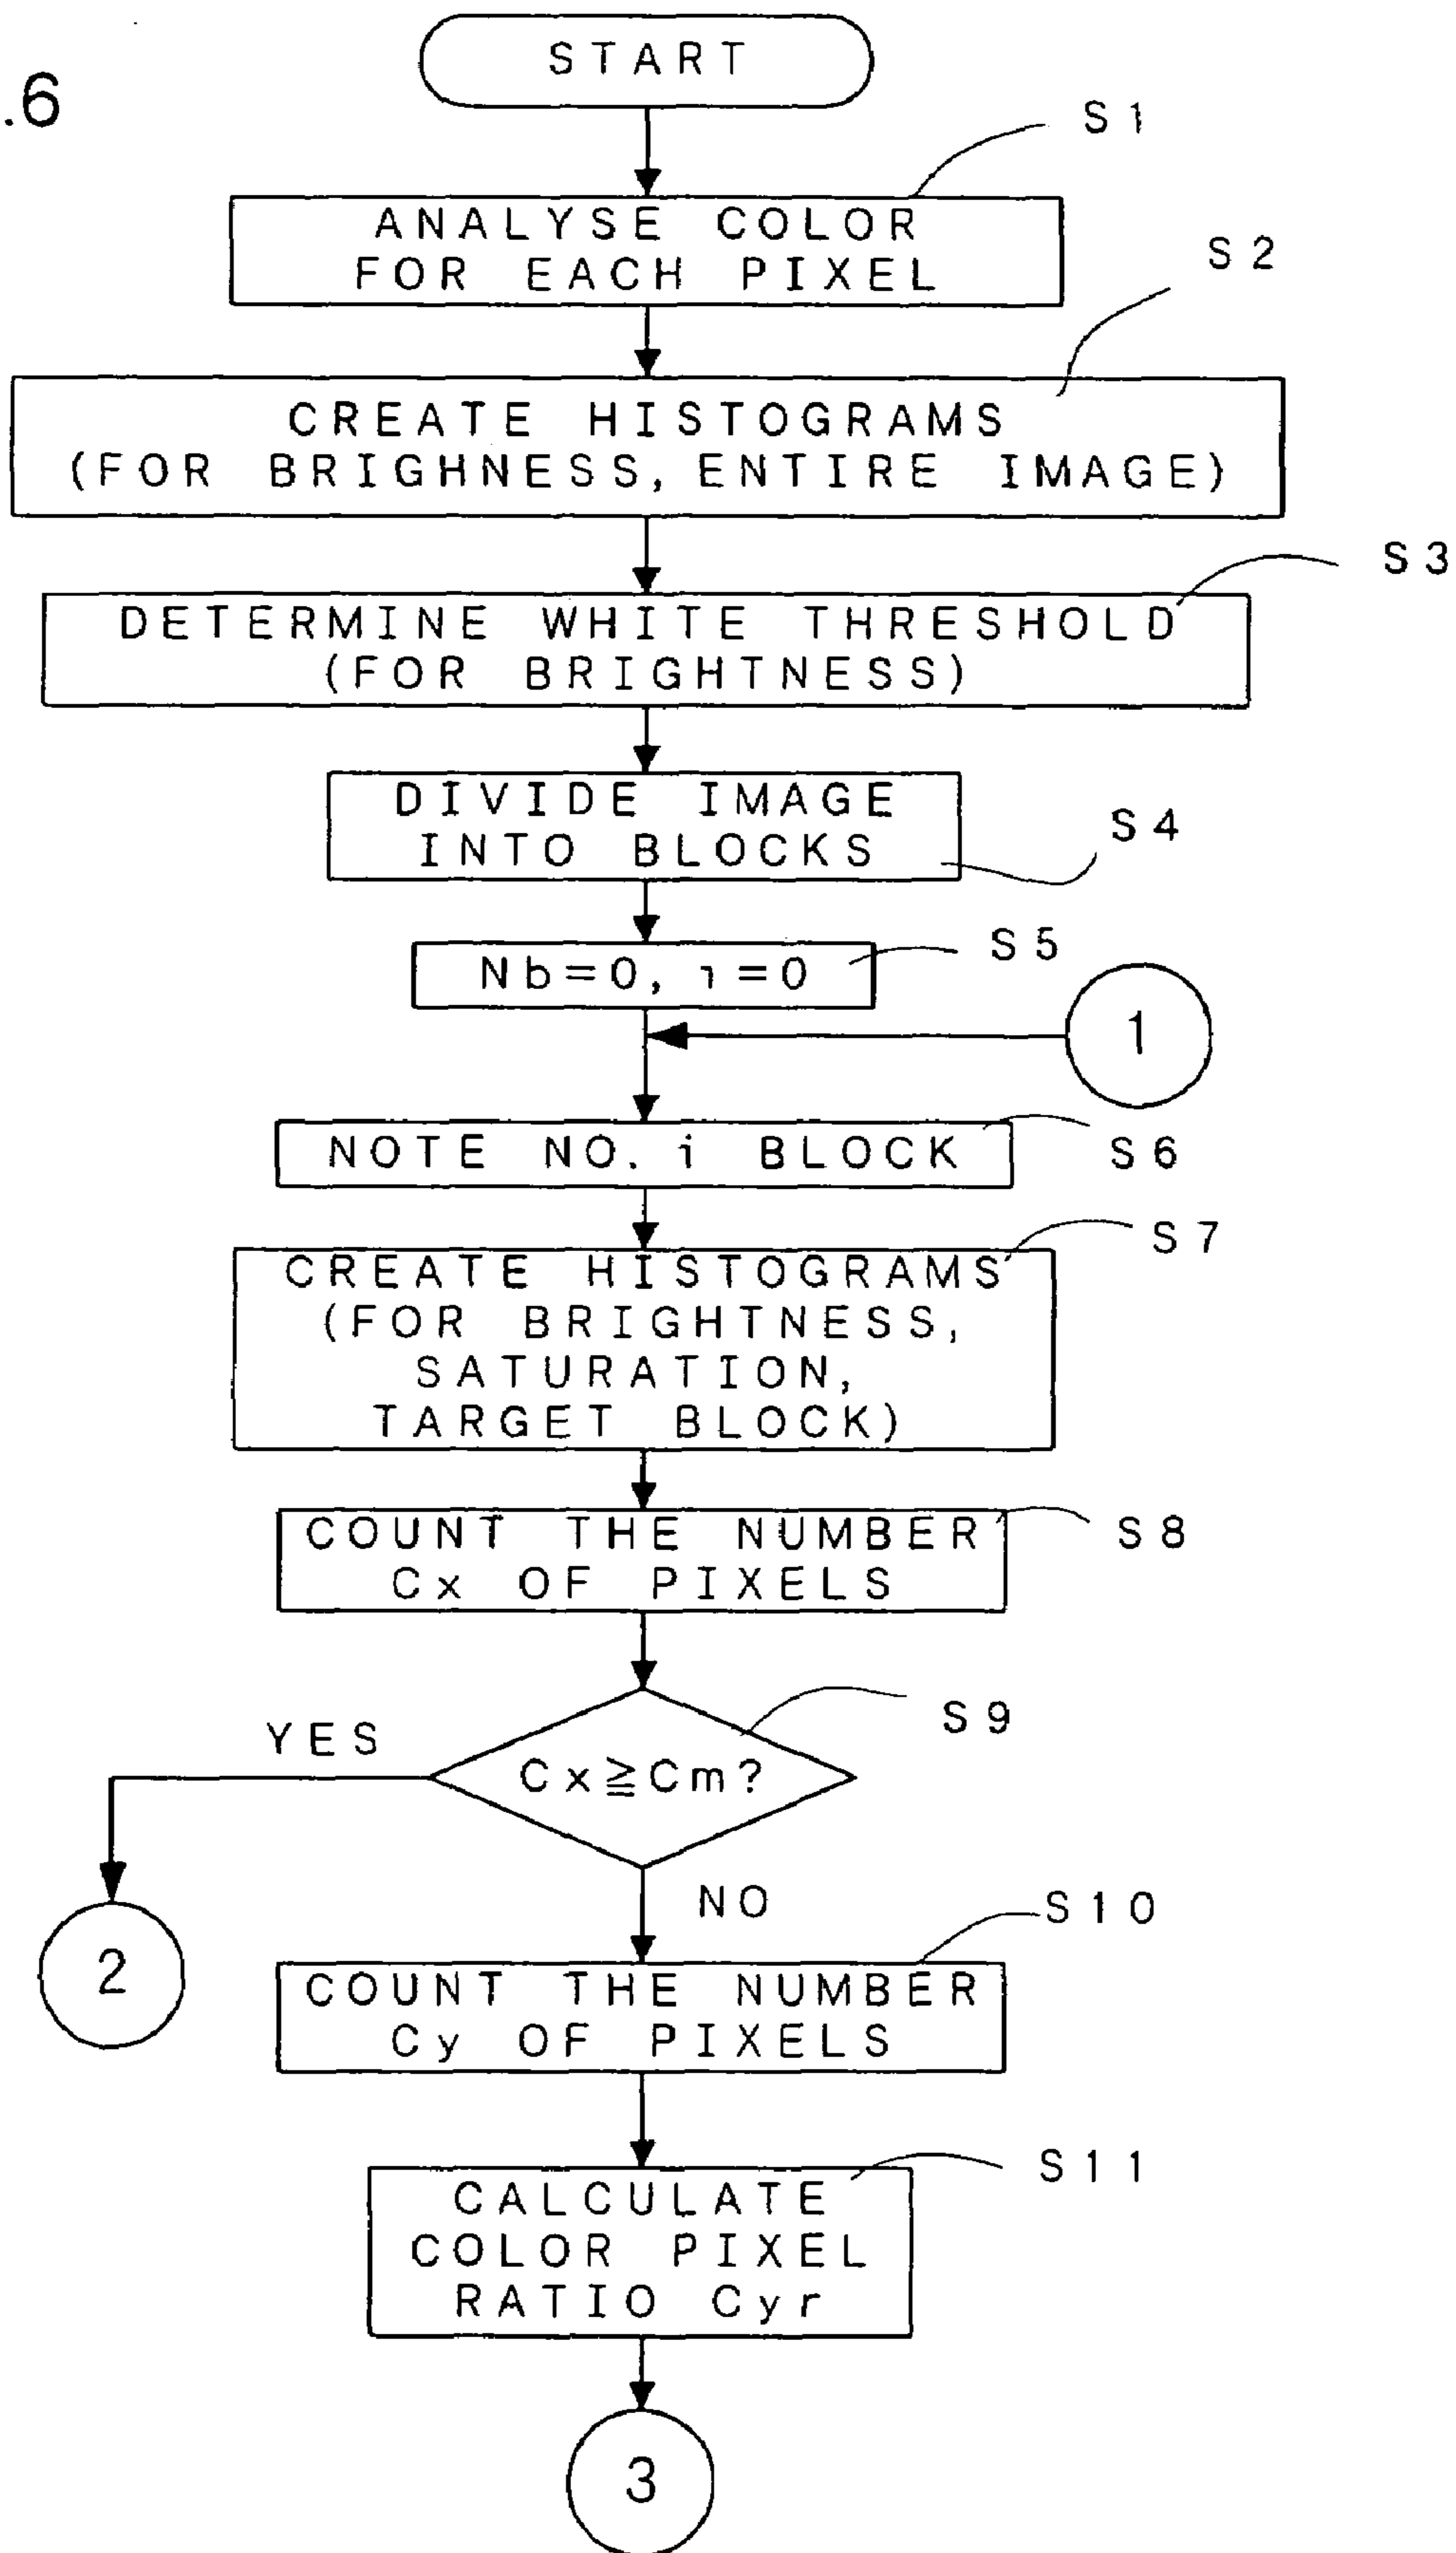 .6
START
S1
ANALYSE COLOR
FOR EACH PIXEL
S2
CREATE HISTOGRAMS
(FOR BRIGHNESS, ENTIRE IMAGE)
S3
DETERMINE WHITE THRESHOLD
(FOR BRIGHTNESS)
DIVIDE IMAGE
INTO BLOCKS
S4
Nb=0, i=0
S5
1
NOTE NO. i BLOCK
S6
S7
CREATE HISTOGRAMS
(FOR BRIGHTNESS,
SATURATION,
TARGET BLOCK)
COUNT THE NUMBER
Cx OF PIXELS
S8
S9
YES
Cx≧Cm?
NO
2
S10
COUNT THE NUMBER
Cy OF PIXELS
S11
CALCULATE
COLOR PIXEL
RATIO Cyr
3